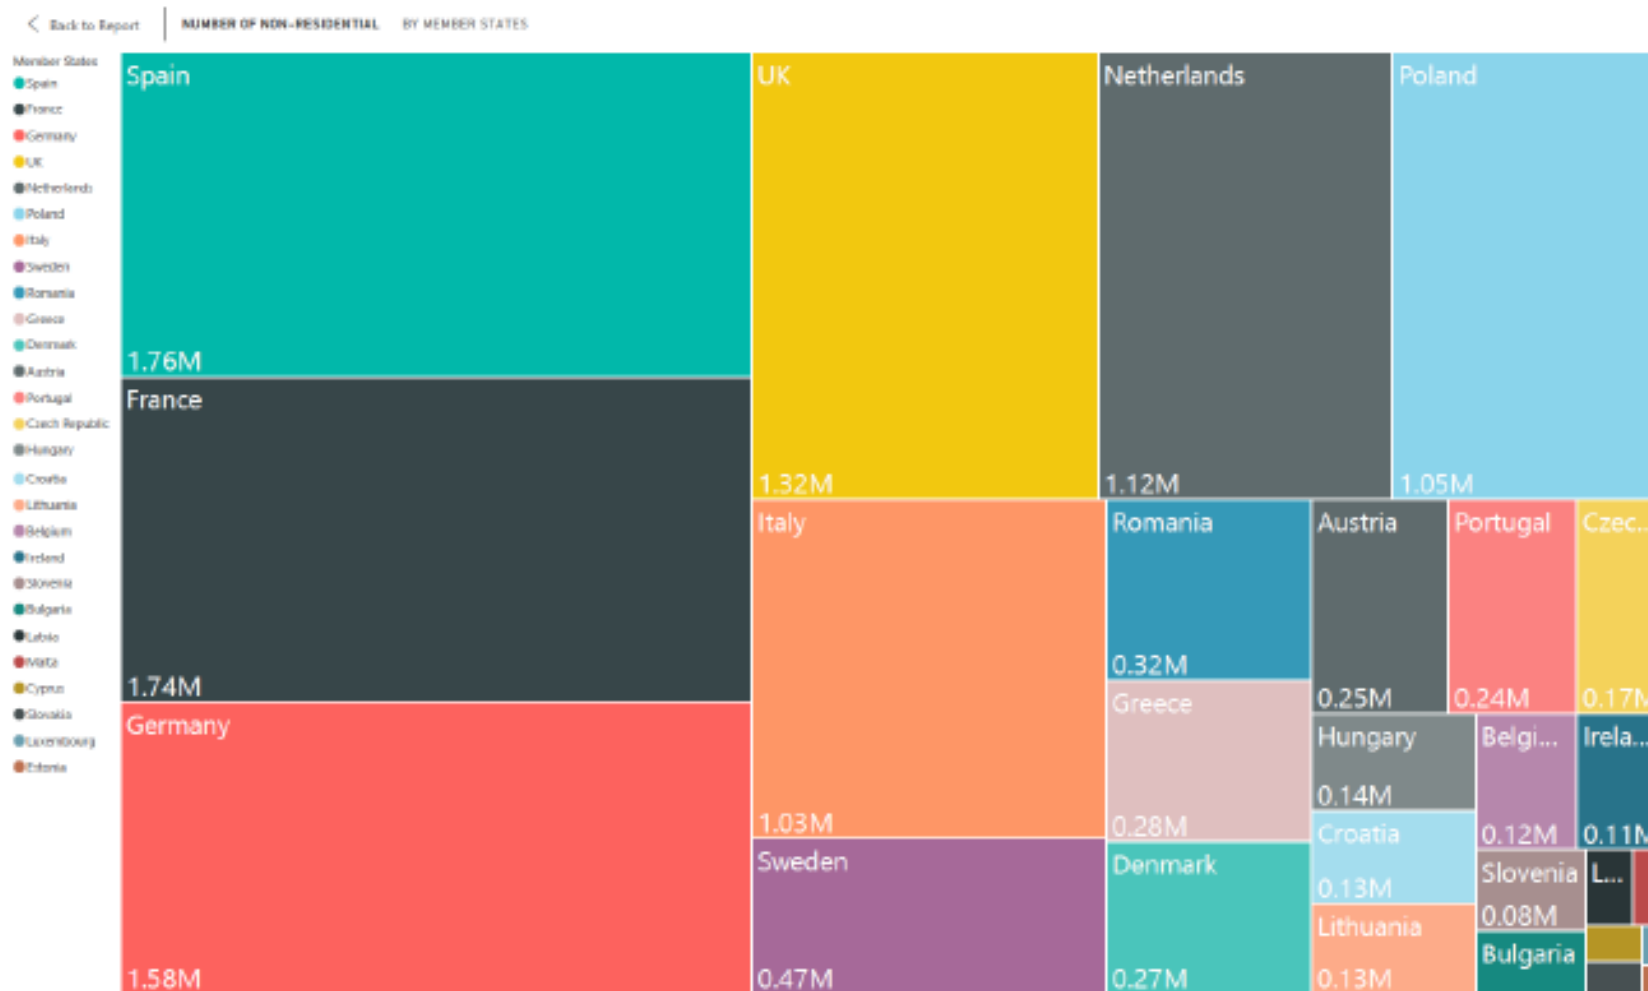 Back to Report
NUMBER OF NON-RESIDENTIAL BY MEMBER STATES
Member States
Spain
France
Germany
UK
Netherlands
Poland
Italy
Sweden
Romania
Greece
Denmark
Austria
Portugal
Czech Republic
Hungary
Croatia
Lithuania
Belgium
Ireland
Slovenia
Bulgaria
Latvia
Malta
Cyprus
Slovakia
Luxembourg
Estonia
Spain
1.76M
France
1.74M
Germany
1.58M
UK
1.32M
Netherlands
1.12M
Poland
1.05M
Italy
1.03M
Sweden
0.47M
Romania
0.32M
Greece
0.28M
Denmark
0.27M
Austria
0.25M
Portugal
0.24M
Czec...
0.17M
Hungary
0.14M
Croatia
0.13M
Lithuania
0.13M
Belgi...
0.12M
Irela...
0.11M
Slovenia
0.08M
Bulgaria
L...